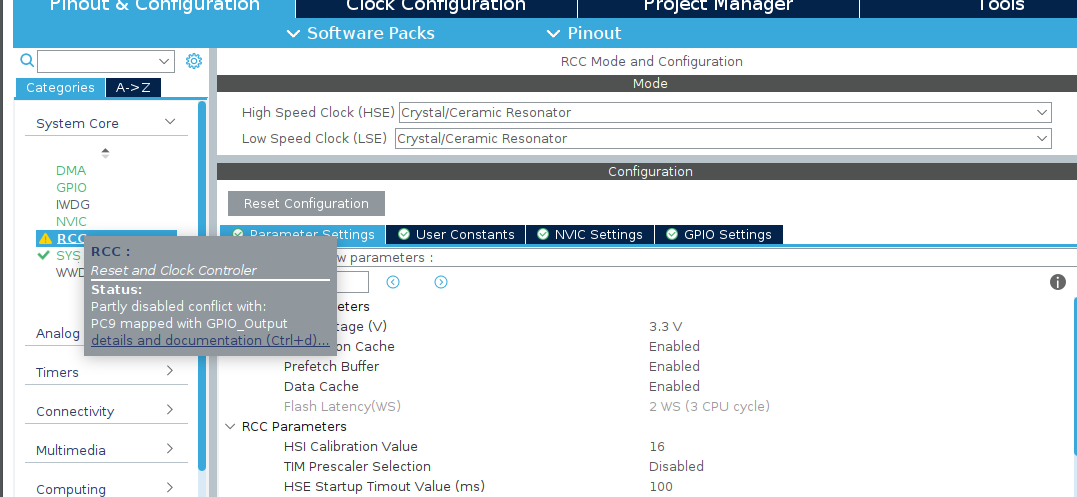 Pinout & Configuration
Clock Configuration
Project Manager
Tools
Software Packs
Pinout
RCC Mode and Configuration
Categories
A->Z
Mode
System Core
High Speed Clock (HSE)
Crystal/Ceramic Resonator
Low Speed Clock (LSE)
Crystal/Ceramic Resonator
Configuration
DMA
GPIO
IWDG
NVIC
RCC
SYS
WWD
Reset Configuration
Parameter Settings
User Constants
NVIC Settings
GPIO Settings
RCC :
Reset and Clock Controler
Status:
Partly disabled conflict with:
PC9 mapped with GPIO_Output
details and documentation (Ctrl+d)...
w parameters :
eters
tage (V)
3.3 V
on Cache
Enabled
Prefetch Buffer
Enabled
Data Cache
Enabled
Flash Latency(WS)
2 WS (3 CPU cycle)
RCC Parameters
HSI Calibration Value
16
TIM Prescaler Selection
Disabled
HSE Startup Timout Value (ms)
100
Analog
Timers
Connectivity
Multimedia
Computing